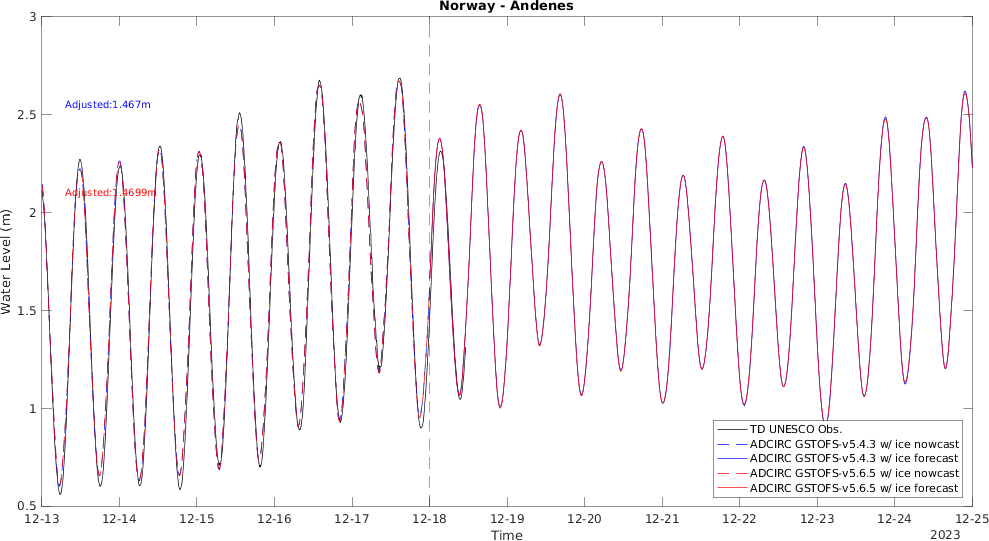 Norway - Andenes
3
2.5
2
1.5
1
0.5
Water Level (m)
Adjusted:1.467m
Adjusted:1.4699m
TD UNESCO Obs.
ADCIRC GSTOFS-v5.4.3 w/ ice nowcast
ADCIRC GSTOFS-v5.4.3 w/ ice forecast
ADCIRC GSTOFS-v5.6.5 w/ ice nowcast
ADCIRC GSTOFS-v5.6.5 w/ ice forecast
12-13 12-14 12-15 12-16 12-17 12-18 12-19 12-20 12-21 12-22 12-23 12-24 12-25
Time
2023